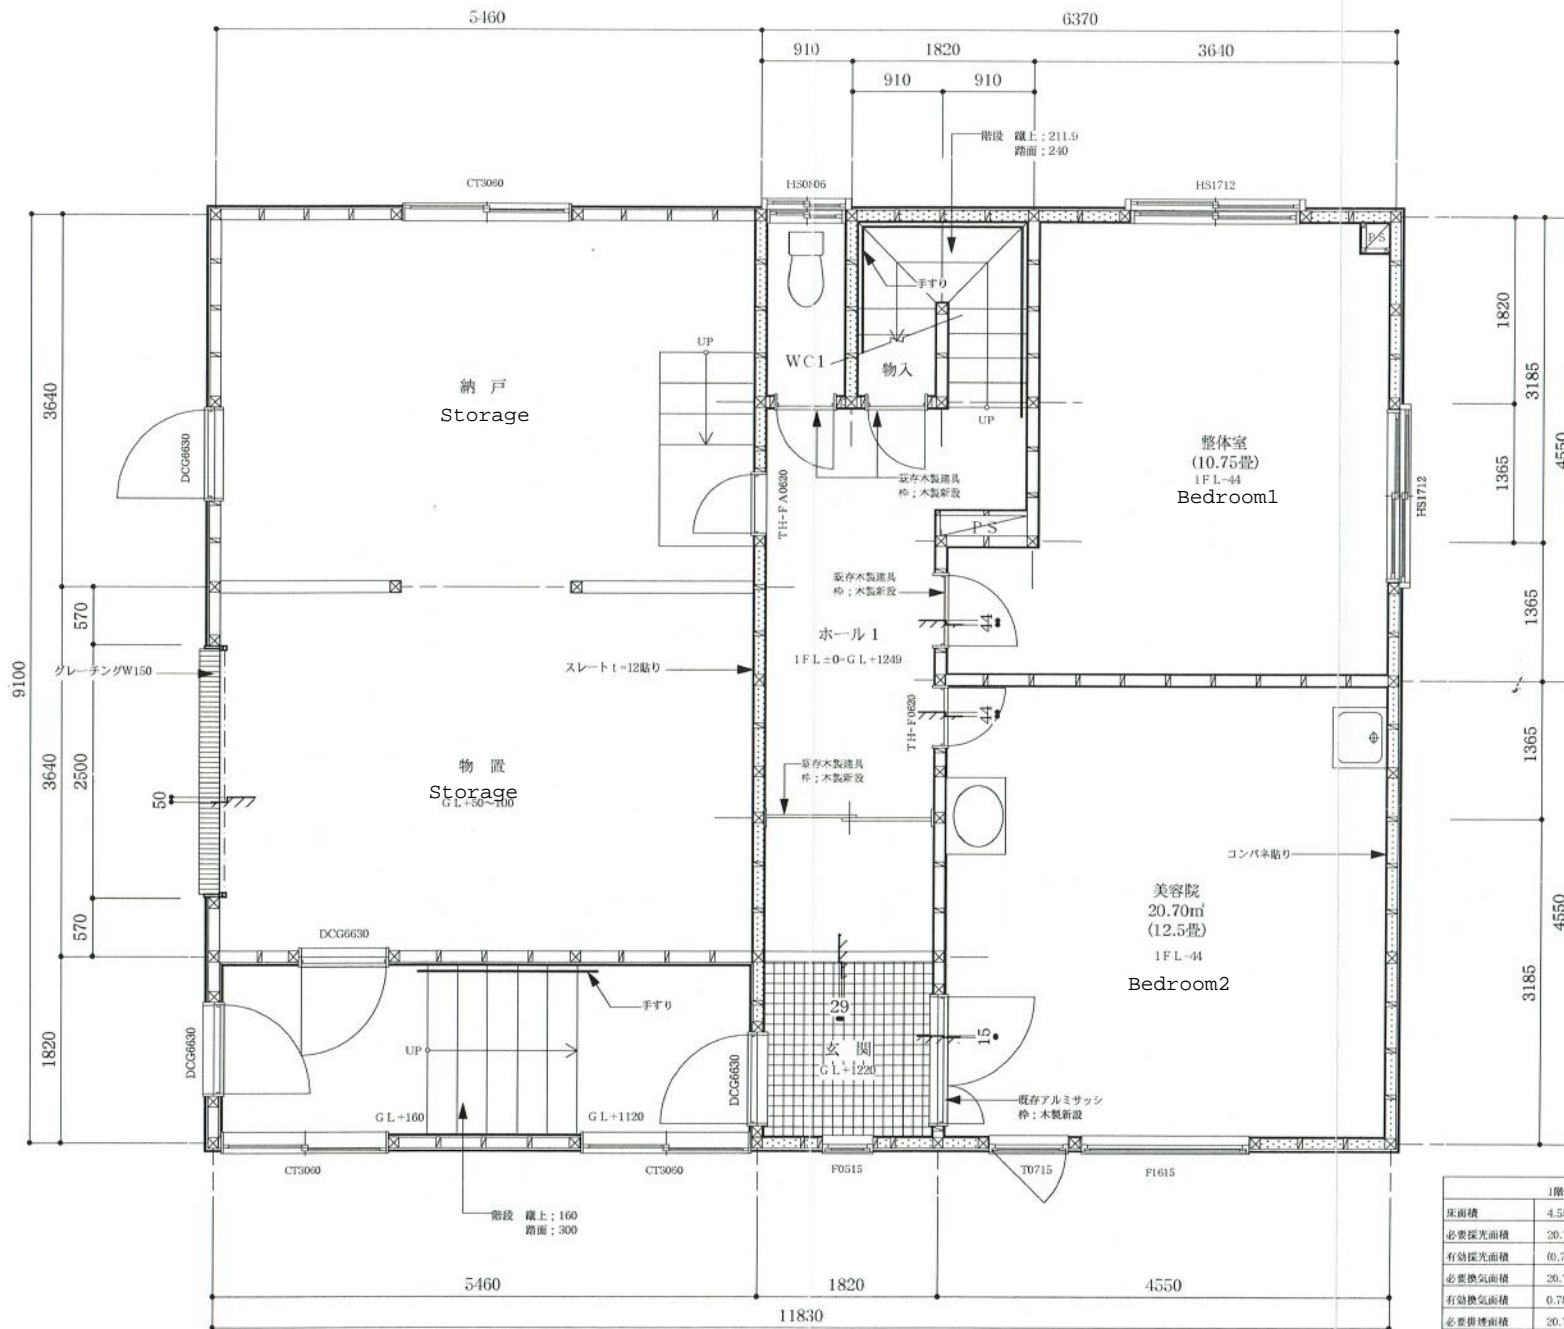 5460
6370
910
1820
3640
910
910
階段 蹴上;211.9
踏面;240
CT3060
HS0806
HS1712
PS
手すり
UP
WC1
物入
UP
納戸
Storage
3640
DCG6630
整体室
(10.75畳)
1FL-44
Bedroom1
1820
3185
4550
1365
HS1712
既存木製建具
枠;木製新設
TH-FA0620
PS
既存木製建具
枠;木製新設
44
1365
570
ホール1
1FL±0=GL+1249
グレーチングW150
スレートt=12貼り
9100
44
TH-F0620
1365
3640
2500
物置
Storage
GL+50~100
50
既存木製建具
枠;木製新設
コンパネ貼り
美容院
20.70㎡
(12.5畳)
1FL-44
Bedroom2
4550
3185
570
DCG6630
手すり
29
玄関
GL+1220
15
1820
DCG6630
UP
DCG6630
GL+160
GL+1120
既存アルミサッシ
枠;木製新設
CT3060
CT3060
F0515
T0715
F1615
階段 蹴上;160
踏面;300
5460
1820
4550
11830
1階
床面積
必要採光面積
有効採光面積
必要換気面積
有効換気面積
必要排煙面積